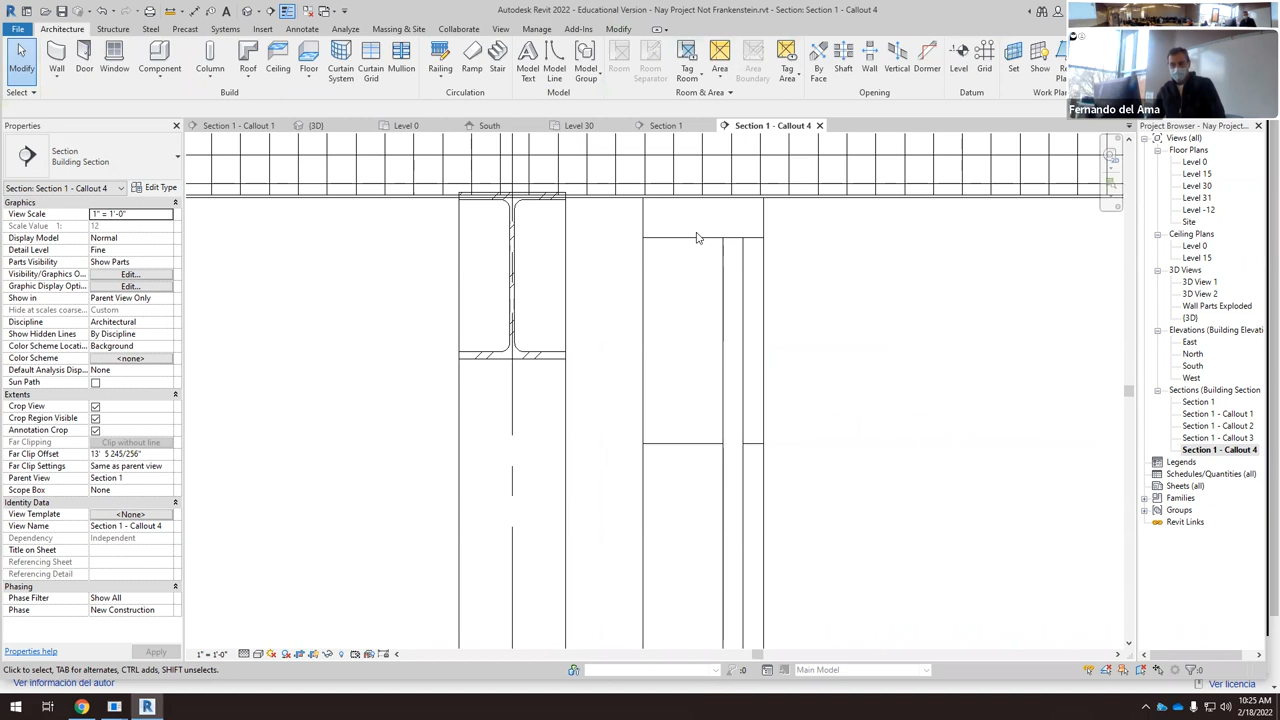 Autodesk Revit 2022 - Educational Version - Nay Project Not Frankenstein.rvt - Section: Section 1 - Callout 4
File Architecture Structure Steel Precast Systems Insert Annotate Analyze Massing & Site Collaborate View Manage Add-Ins Modify
Modify Wall Door Window Component Column Roof Ceiling Floor Curtain System Curtain Grid Mullion Railing Ramp Stair Model Text Model Line Model Group Room Room Separator Tag Room Area Area Boundary Tag Area By Face Shaft Wall Vertical Dormer Level Grid Set Show
Select Build Circulation Model Room & Area Opening Datum Work Pl
Fernando del Ama
Properties
Section 1 - Callout 1 {3D} Level 0 South Level 30 Section 1 Section 1 - Callout 4
Project Browser - Nay Project...
Section
Building Section
Section: Section 1 - Callout 4 Edit Type
Graphics
View Scale 1" = 1'-0"
Scale Value 1: 12
Display Model Normal
Detail Level Fine
Parts Visibility Show Parts
Visibility/Graphics O... Edit...
Graphic Display Opti... Edit...
Show in Parent View Only
Hide at scales coarse... Custom
Discipline Architectural
Show Hidden Lines By Discipline
Color Scheme Locati... Background
Color Scheme <none>
Default Analysis Disp... None
Sun Path
Extents
Crop View
Crop Region Visible
Annotation Crop
Far Clipping Clip without line
Far Clip Offset 13' 5 245/256"
Far Clip Settings Same as parent view
Parent View Section 1
Scope Box None
Identity Data
View Template <None>
View Name Section 1 - Callout 4
Dependency Independent
Title on Sheet
Referencing Sheet
Referencing Detail
Phasing
Phase Filter Show All
Phase New Construction
Properties help Apply
Views (all)
Floor Plans
Level 0
Level 15
Level 30
Level 31
Level -12
Site
Ceiling Plans
Level 0
Level 15
3D Views
3D View 1
3D View 2
Wall Parts Exploded
{3D}
Elevations (Building Elevati
East
North
South
West
Sections (Building Section
Section 1
Section 1 - Callout 1
Section 1 - Callout 2
Section 1 - Callout 3
Section 1 - Callout 4
Legends
Schedules/Quantities (all)
Sheets (all)
Families
Groups
Revit Links
1" = 1'-0"
Click to select, TAB for alternates, CTRL adds, SHIFT unselects. :0 Main Model :0
Ver información del autor Ver licencia
10:25 AM
2/18/2022